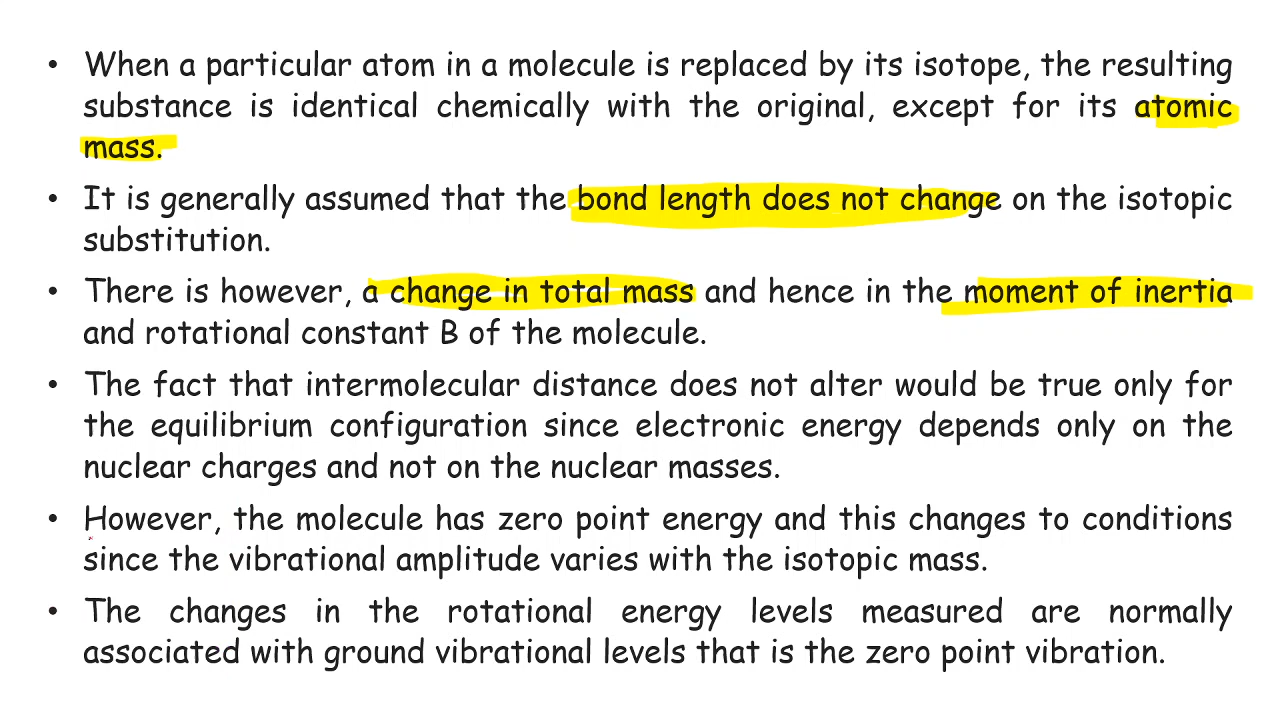 • When a particular atom in a molecule is replaced by its isotope, the resulting
substance is identical chemically with the original, except for its atomic
mass.
• It is generally assumed that the bond length does not change on the isotopic
substitution.
• There is however, a change in total mass and hence in the moment of inertia
and rotational constant B of the molecule.
• The fact that intermolecular distance does not alter would be true only for
the equilibrium configuration since electronic energy depends only on the
nuclear charges and not on the nuclear masses.
• However, the molecule has zero point energy and this changes to conditions
since the vibrational amplitude varies with the isotopic mass.
• The changes in the rotational energy levels measured are normally
associated with ground vibrational levels that is the zero point vibration.